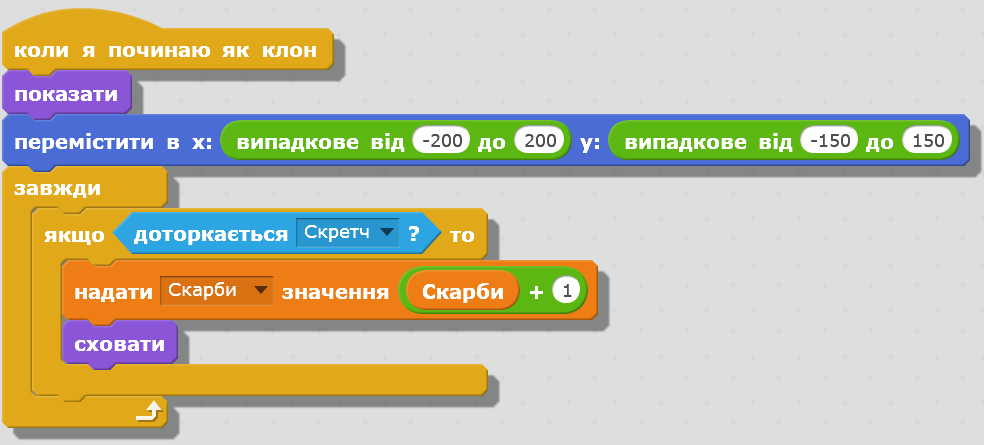 коли я починаю як клон
показати
перемістити в x: випадкове від -200 до 200 y: випадкове від -150 до 150
завжди
якщо доторкається Скретч ? то
надати Скарби значення Скарби + 1
сховати